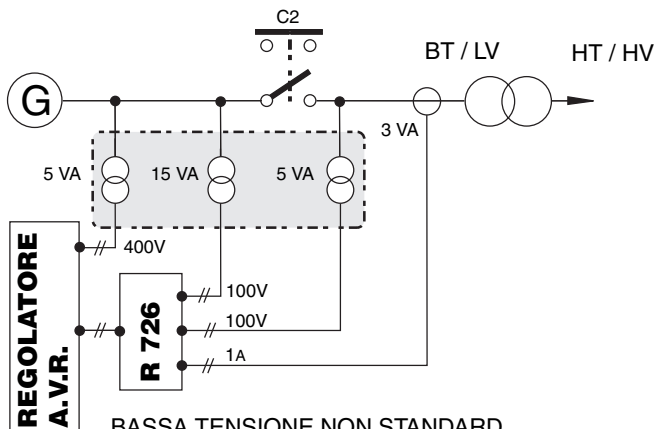 C2
BT / LV
HT / HV
G
3 VA
5 VA
15 VA
5 VA
400V
100V
100V
1A
REGOLATORE
A.V.R.
R 726
BASSA TENSIONE NON STANDARD